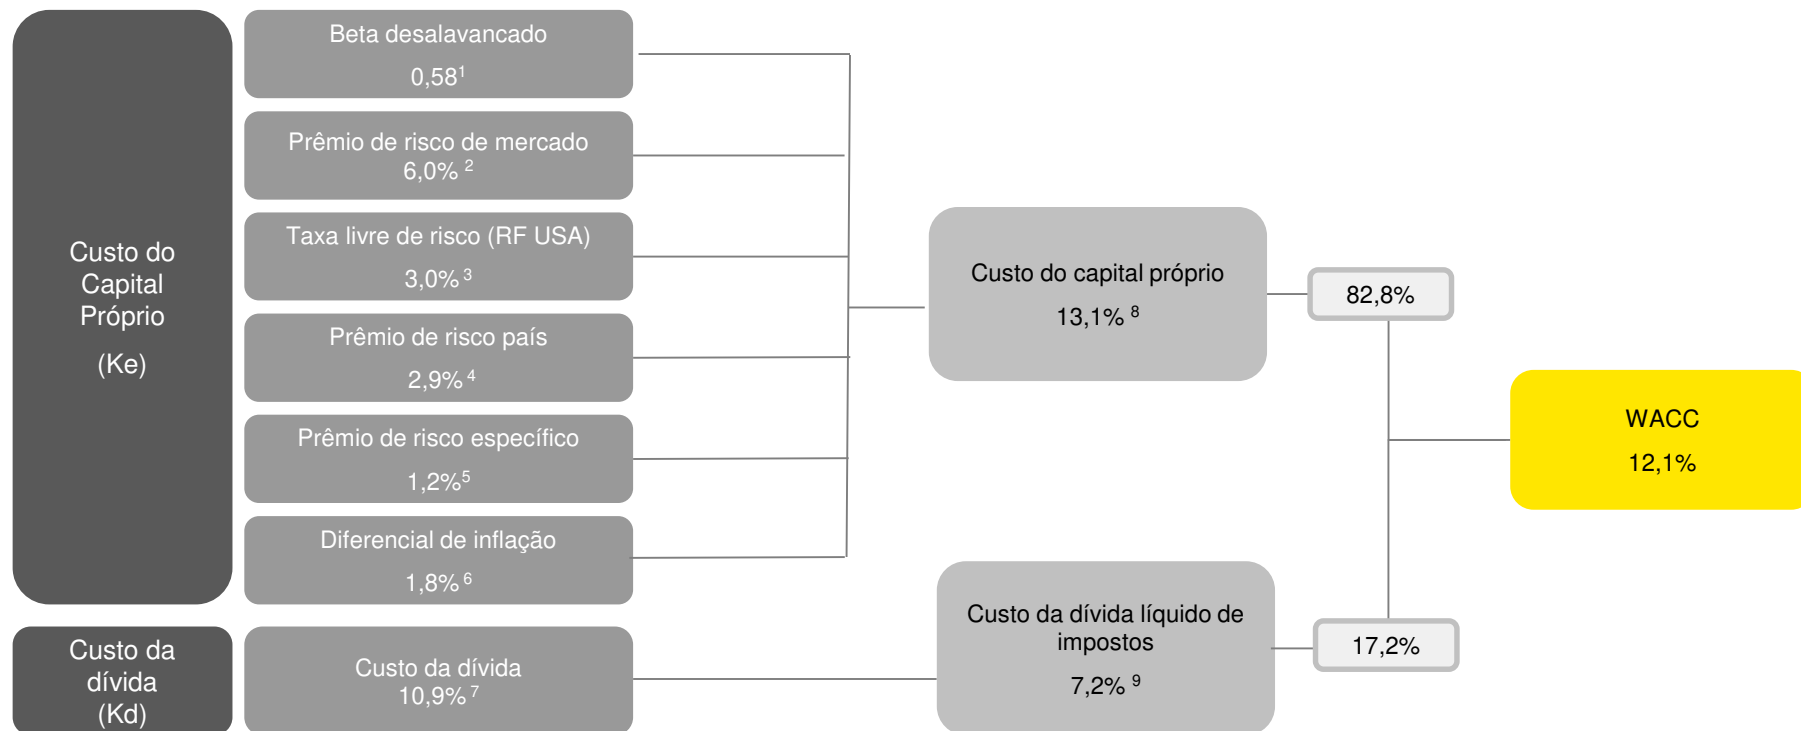 Custo do
Capital
Próprio
(Ke)
Beta desalavancado
0,58¹
Prêmio de risco de mercado
6,0% ²
Taxa livre de risco (RF USA)
3,0% ³
Prêmio de risco país
2,9% ⁴
Prêmio de risco específico
1,2%⁵
Diferencial de inflação
1,8% ⁶
Custo do capital próprio
13,1% ⁸
82,8%
WACC
12,1%
Custo da
dívida
(Kd)
Custo da dívida
10,9% ⁷
Custo da dívida líquido de
impostos
7,2% ⁹
17,2%